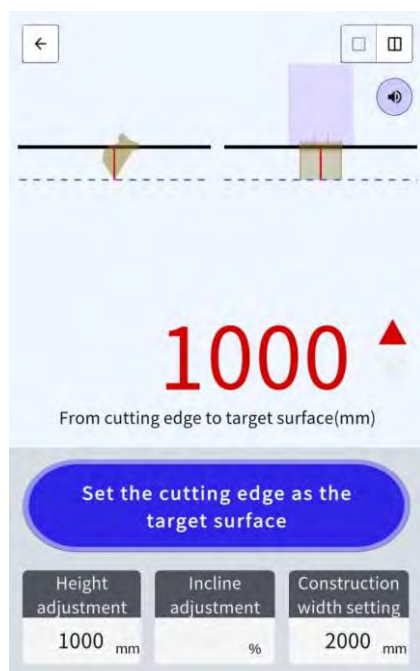 1000
From cutting edge to target surface(mm)
Set the cutting edge as the
target surface
Height
adjustment
1000 mm
Incline
adjustment
%
Construction
width setting
2000 mm